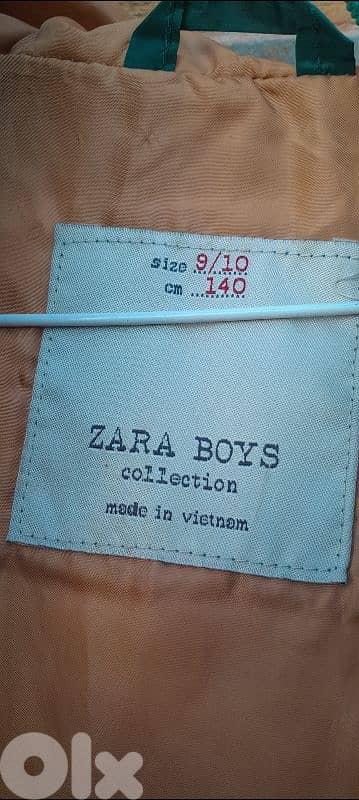 size 9/10
cm 140
ZARA BOYS
collection
made in vietnam
OLX